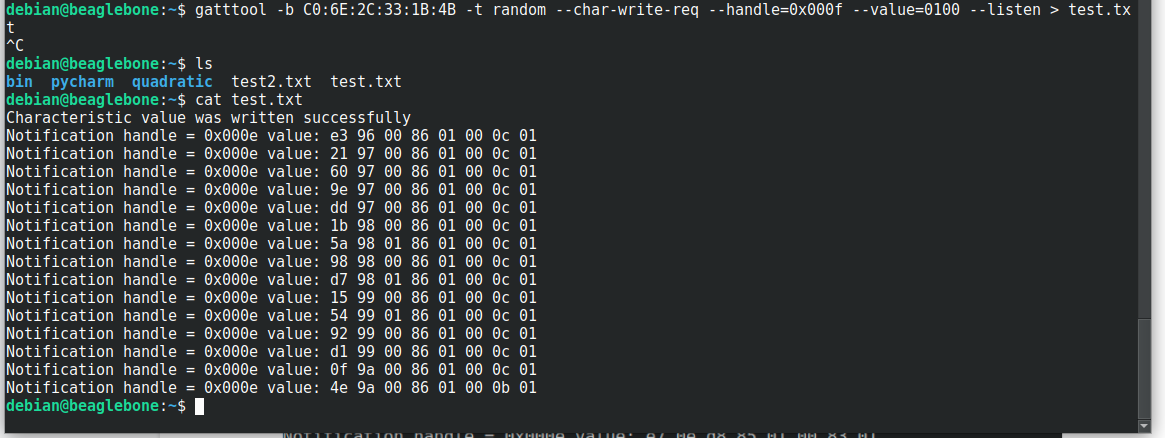 debian@beaglebone:~$ gatttool -b C0:6E:2C:33:1B:4B -t random --char-write-req --handle=0x000f --value=0100 --listen > test.tx
t
^C
debian@beaglebone:~$ ls
bin  pycharm  quadratic  test2.txt  test.txt
debian@beaglebone:~$ cat test.txt
Characteristic value was written successfully
Notification handle = 0x000e value: e3 96 00 86 01 00 0c 01
Notification handle = 0x000e value: 21 97 00 86 01 00 0c 01
Notification handle = 0x000e value: 60 97 00 86 01 00 0c 01
Notification handle = 0x000e value: 9e 97 00 86 01 00 0c 01
Notification handle = 0x000e value: dd 97 00 86 01 00 0c 01
Notification handle = 0x000e value: 1b 98 00 86 01 00 0c 01
Notification handle = 0x000e value: 5a 98 01 86 01 00 0c 01
Notification handle = 0x000e value: 98 98 00 86 01 00 0c 01
Notification handle = 0x000e value: d7 98 01 86 01 00 0c 01
Notification handle = 0x000e value: 15 99 00 86 01 00 0c 01
Notification handle = 0x000e value: 54 99 01 86 01 00 0c 01
Notification handle = 0x000e value: 92 99 00 86 01 00 0c 01
Notification handle = 0x000e value: d1 99 00 86 01 00 0c 01
Notification handle = 0x000e value: 0f 9a 00 86 01 00 0c 01
Notification handle = 0x000e value: 4e 9a 00 86 01 00 0b 01
debian@beaglebone:~$
Notification handle = 0x000e value: